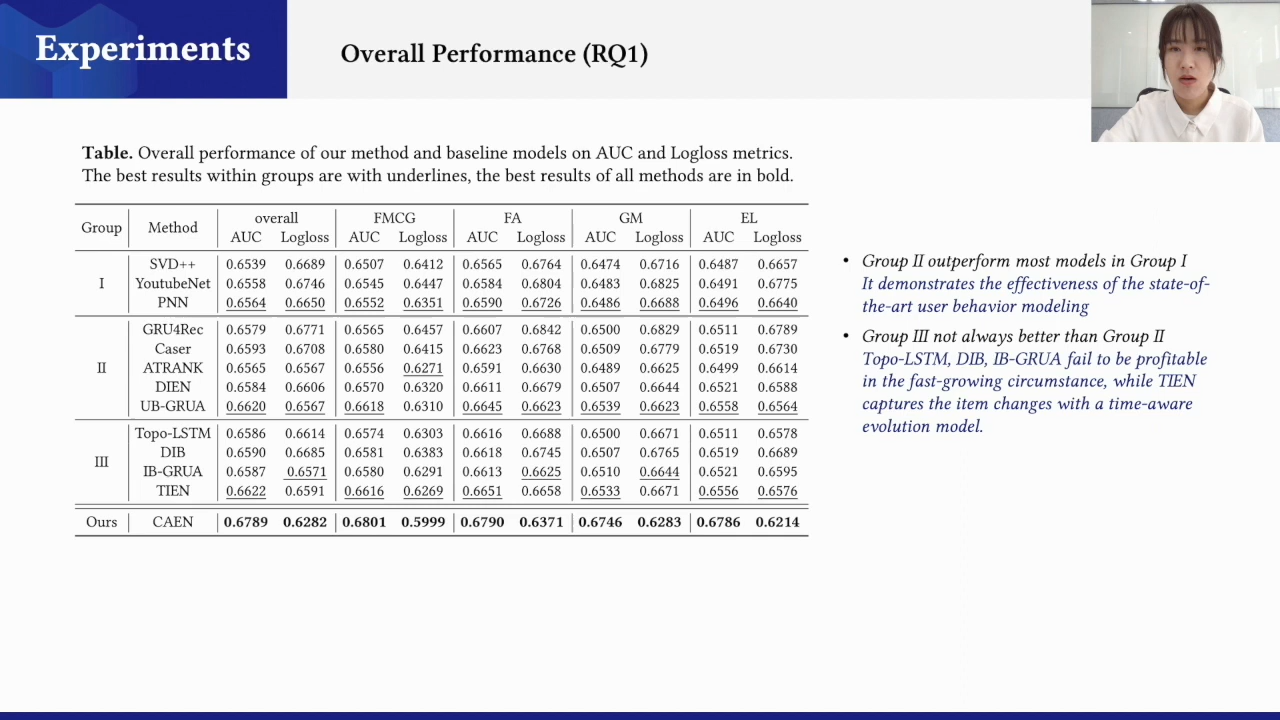 Experiments
Overall Performance (RQ1)
Table. Overall performance of our method and baseline models on AUC and Logloss metrics.
The best results within groups are with underlines, the best results of all methods are in bold.
Group Method overall FMCG FA GM EL
AUC Logloss AUC Logloss AUC Logloss AUC Logloss AUC Logloss
I
SVD++ 0.6539 0.6689 0.6507 0.6412 0.6565 0.6764 0.6474 0.6716 0.6487 0.6657
YoutubeNet 0.6558 0.6746 0.6545 0.6447 0.6584 0.6804 0.6483 0.6825 0.6491 0.6775
PNN 0.6564 0.6650 0.6552 0.6351 0.6590 0.6726 0.6486 0.6688 0.6496 0.6640
II
GRU4Rec 0.6579 0.6771 0.6565 0.6457 0.6607 0.6842 0.6500 0.6829 0.6511 0.6789
Caser 0.6593 0.6708 0.6580 0.6415 0.6623 0.6768 0.6509 0.6779 0.6519 0.6730
ATRANK 0.6565 0.6567 0.6556 0.6271 0.6591 0.6630 0.6489 0.6625 0.6499 0.6614
DIEN 0.6584 0.6606 0.6570 0.6320 0.6611 0.6679 0.6507 0.6644 0.6521 0.6588
UB-GRUA 0.6620 0.6567 0.6618 0.6310 0.6645 0.6623 0.6539 0.6623 0.6558 0.6564
III
Topo-LSTM 0.6586 0.6614 0.6574 0.6303 0.6616 0.6688 0.6500 0.6671 0.6511 0.6578
DIB 0.6590 0.6685 0.6581 0.6383 0.6618 0.6745 0.6507 0.6765 0.6519 0.6689
IB-GRUA 0.6587 0.6571 0.6580 0.6291 0.6613 0.6625 0.6510 0.6644 0.6521 0.6595
TIEN 0.6622 0.6591 0.6616 0.6269 0.6651 0.6658 0.6533 0.6671 0.6556 0.6576
Ours CAEN 0.6789 0.6282 0.6801 0.5999 0.6790 0.6371 0.6746 0.6283 0.6786 0.6214
• Group II outperform most models in Group I
It demonstrates the effectiveness of the state-of-
the-art user behavior modeling
• Group III not always better than Group II
Topo-LSTM, DIB, IB-GRUA fail to be profitable
in the fast-growing circumstance, while TIEN
captures the item changes with a time-aware
evolution model.